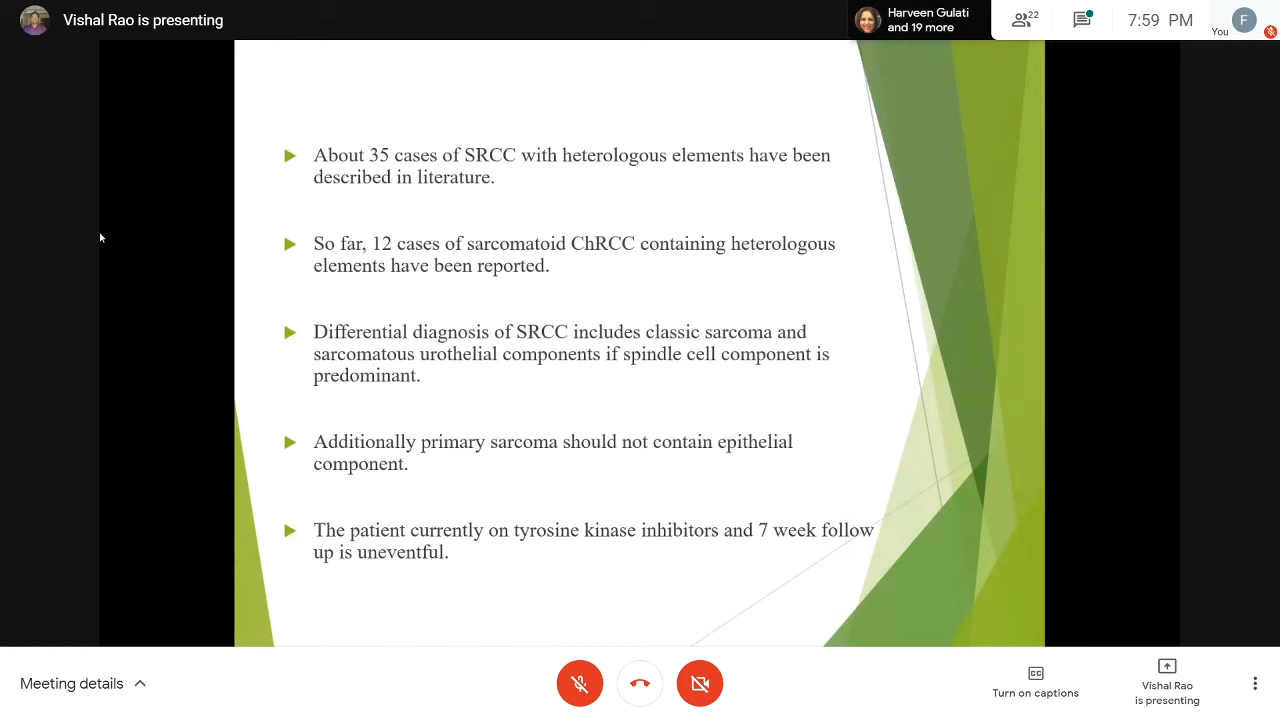 Vishal Rao is presenting
Harveen Gulati
and 19 more
22
7:59 PM
You
F
About 35 cases of SRCC with heterologous elements have been
described in literature.
So far, 12 cases of sarcomatoid ChRCC containing heterologous
elements have been reported.
Differential diagnosis of SRCC includes classic sarcoma and
sarcomatous urothelial components if spindle cell component is
predominant.
Additionally primary sarcoma should not contain epithelial
component.
The patient currently on tyrosine kinase inhibitors and 7 week follow
up is uneventful.
Meeting details
CC
Turn on captions
Vishal Rao
is presenting